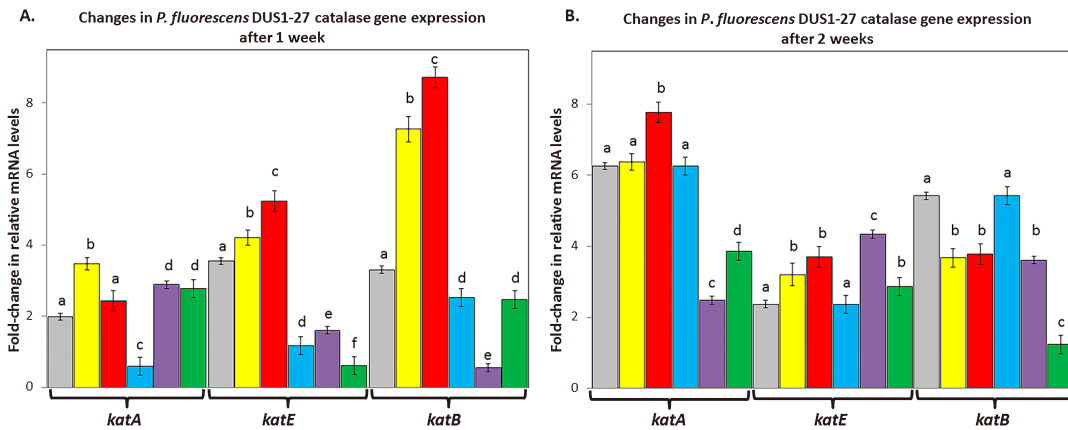 A.
Changes in P. fluorescens DUS1-27 catalase gene expression
after 1 week
Fold-change in relative mRNA levels
8
6
4
2
0
a
b
a
c
d
d
a
b
c
d
e
f
a
b
c
d
e
d
katA
katE
katB
B.
Changes in P. fluorescens DUS1-27 catalase gene expression
after 2 weeks
Fold-change in relative mRNA levels
8
6
4
2
0
a
a
b
a
c
d
a
b
b
a
c
b
a
b
b
a
b
c
katA
katE
katB